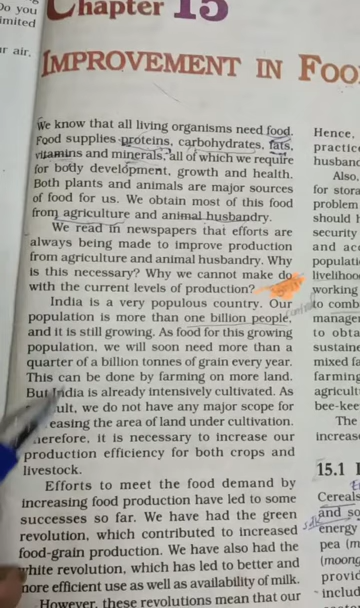 Do you
limited
r air,
Chapter 15
IMPROVEMENT IN FOO
We know that all living organisms need food.
Food supplies proteins, carbohydrates, fats,
vitamins and minerals, all of which we require
for body development, growth and health.
Both plants and animals are major sources
of food for us. We obtain most of this food
from agriculture and animal husbandry.
We read in newspapers that efforts are
always being made to improve production
from agriculture and animal husbandry. Why
is this necessary? Why we cannot make do
with the current levels of production?
India is a very populous country. Our
population is more than one billion people,
and it is still growing. As food for this growing
population, we will soon need more than a
quarter of a billion tonnes of grain every year.
This can be done by farming on more land.
But India is already intensively cultivated. As
ult, we do not have any major scope for
easing the area of land under cultivation.
herefore, it is necessary to increase our
production efficiency for both crops and
livestock.
Efforts to meet the food demand by
increasing food production have led to some
successes so far. We have had the green
revolution, which contributed to increased
food-grain production. We have also had the
white revolution, which has led to better and
more efficient use as well as availability of milk.
However, these revolutions mean that our
Hence,
practice
husband
Also,
for stora
problem
should h
security
and acc
populati
livelihood
working
to comb
manager
to obta
sustaine
mixed fa
farming
agricult
bee-kee
The
increase
15.1 I
Cereals
and so
energy
pea (m
(moong
provid
includ